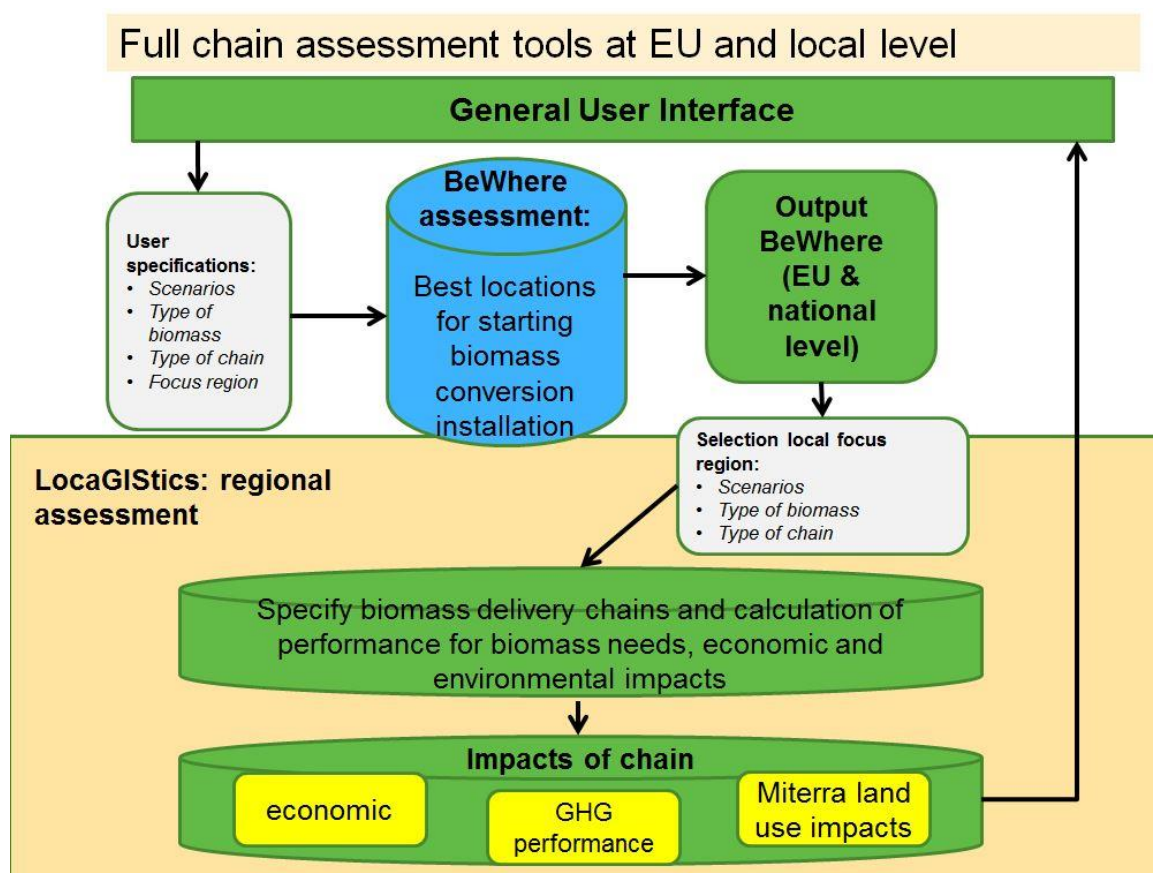 Full chain assessment tools at EU and local level
General User Interface
User
specifications:
• Scenarios
• Type of
biomass
• Type of chain
• Focus region
BeWhere
assessment:
Best locations
for starting
biomass
conversion
installation
Output
BeWhere
(EU &
national
level)
Selection local focus
region:
• Scenarios
• Type of biomass
• Type of chain
LocaGIStics: regional
assessment
Specify biomass delivery chains and calculation of
performance for biomass needs, economic and
environmental impacts
Impacts of chain
economic
GHG
performance
Miterra land
use impacts